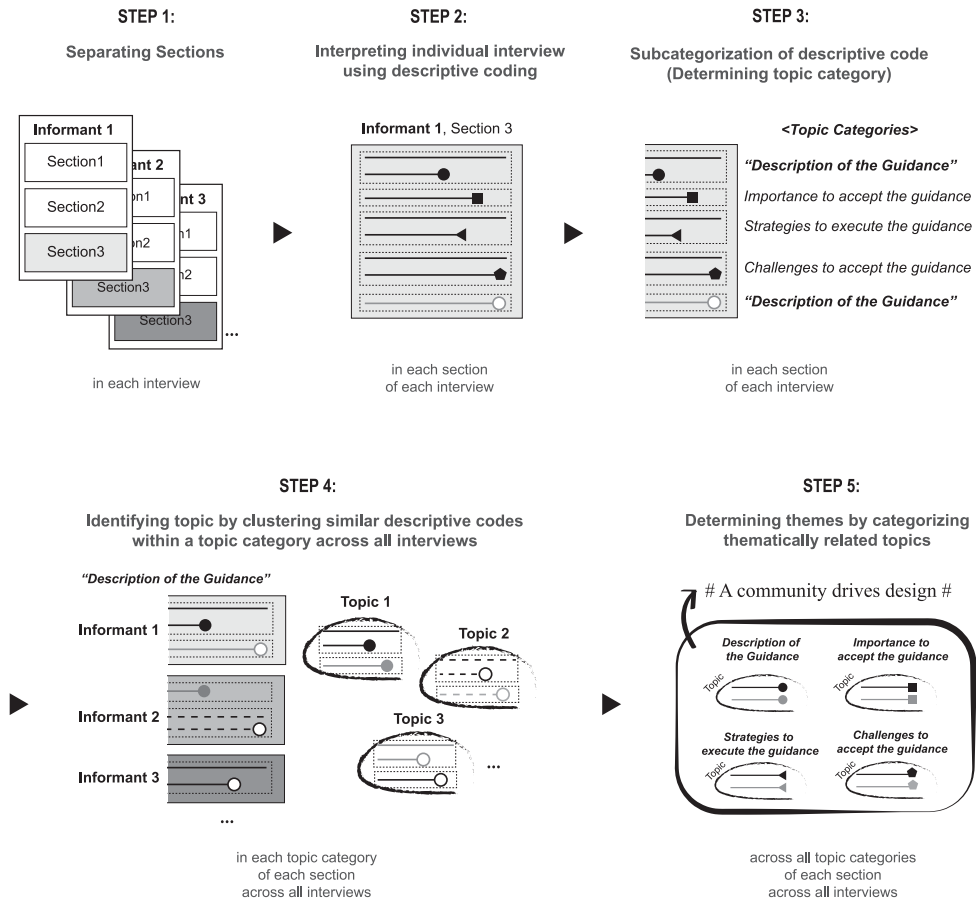 STEP 1:
Separating Sections
Informant 1
Section1
Section2
Section3
ant 2
on1
on2
Section3
t 3
1
2
Section3
...
in each interview
STEP 2:
Interpreting individual interview
using descriptive coding
Informant 1, Section 3
in each section
of each interview
STEP 3:
Subcategorization of descriptive code
(Determining topic category)
<Topic Categories>
“Description of the Guidance”
Importance to accept the guidance
Strategies to execute the guidance
Challenges to accept the guidance
“Description of the Guidance”
in each section
of each interview
STEP 4:
Identifying topic by clustering similar descriptive codes
within a topic category across all interviews
“Description of the Guidance”
Informant 1
Informant 2
Informant 3
...
Topic 1
Topic 2
Topic 3
...
in each topic category
of each section
across all interviews
STEP 5:
Determining themes by categorizing
thematically related topics
# A community drives design #
Description of
the Guidance
Topic
Importance to
accept the guidance
Topic
Strategies to
execute the guidance
Topic
Challenges to
accept the guidance
Topic
across all topic categories
of each section
across all interviews